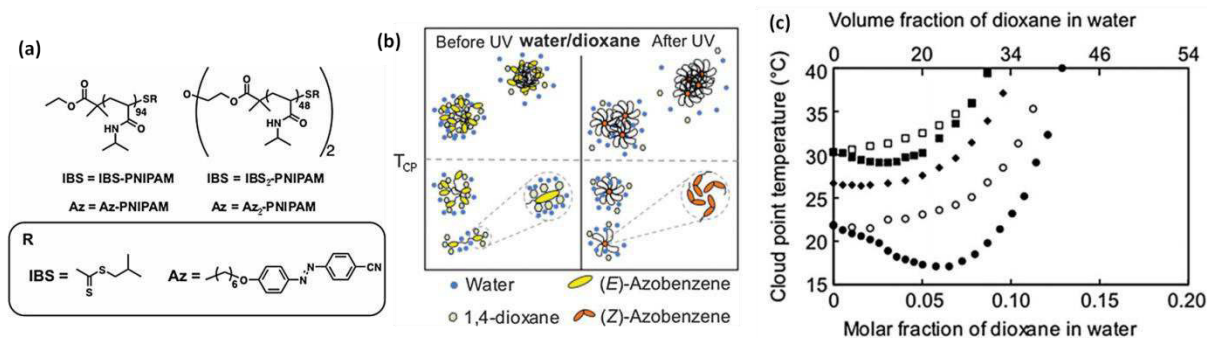 (a)
O
O
SR
94
HN
O
O
O
O
SR
48
HN
O
2
IBS = IBS-PNIPAM
IBS = IBS2-PNIPAM
Az = Az-PNIPAM
Az = Az2-PNIPAM
R
IBS =
S
S
Az =
6
O
N
N
CN
(b)
Before UV water/dioxane After UV
TCP
Water
(E)-Azobenzene
1,4-dioxane
(Z)-Azobenzene
(c)
Volume fraction of dioxane in water
0 20 34 46 54
Cloud point temperature (°C)
40
35
30
25
20
15
0 0.05 0.10 0.15 0.20
Molar fraction of dioxane in water